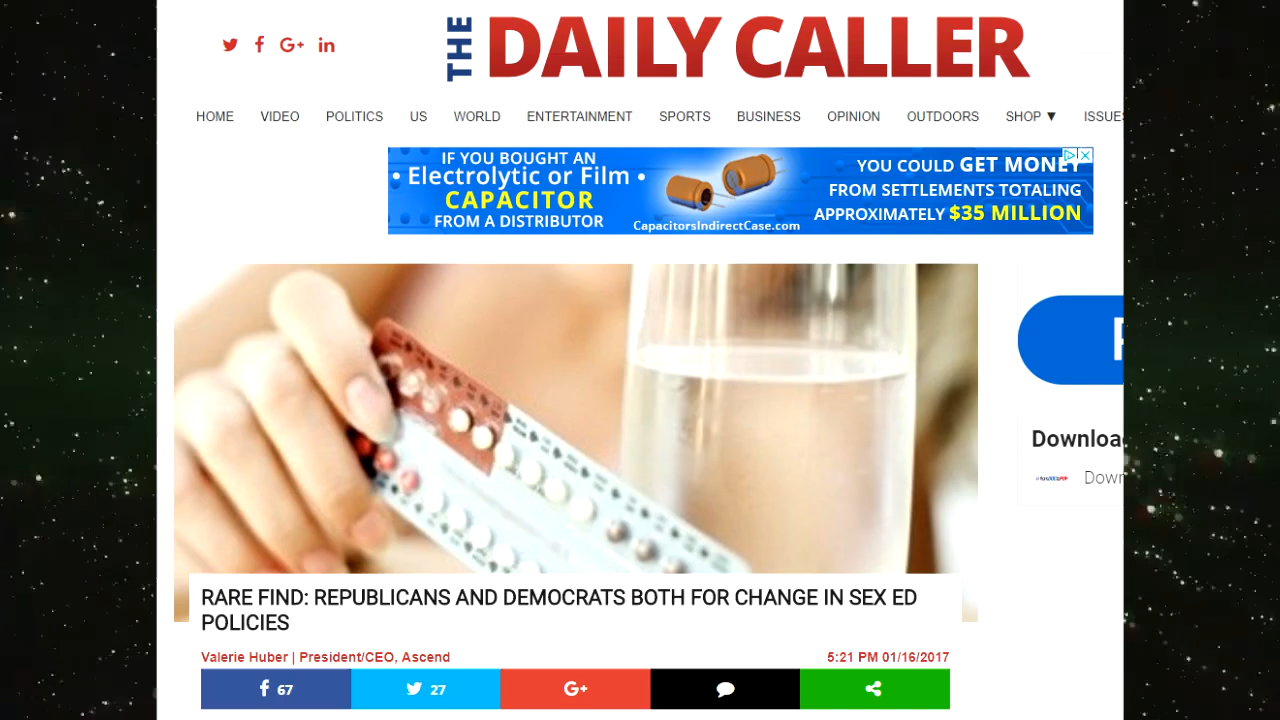 THE DAILY CALLER
HOME VIDEO POLITICS US WORLD ENTERTAINMENT SPORTS BUSINESS OPINION OUTDOORS SHOP ▼ ISSUES
IF YOU BOUGHT AN
• Electrolytic or Film •
CAPACITOR
FROM A DISTRIBUTOR
CapacitorsIndirectCase.com
YOU COULD GET MONEY
FROM SETTLEMENTS TOTALING
APPROXIMATELY $35 MILLION
Downloa
Down
RARE FIND: REPUBLICANS AND DEMOCRATS BOTH FOR CHANGE IN SEX ED
POLICIES
Valerie Huber | President/CEO, Ascend
5:21 PM 01/16/2017
67
27
G+